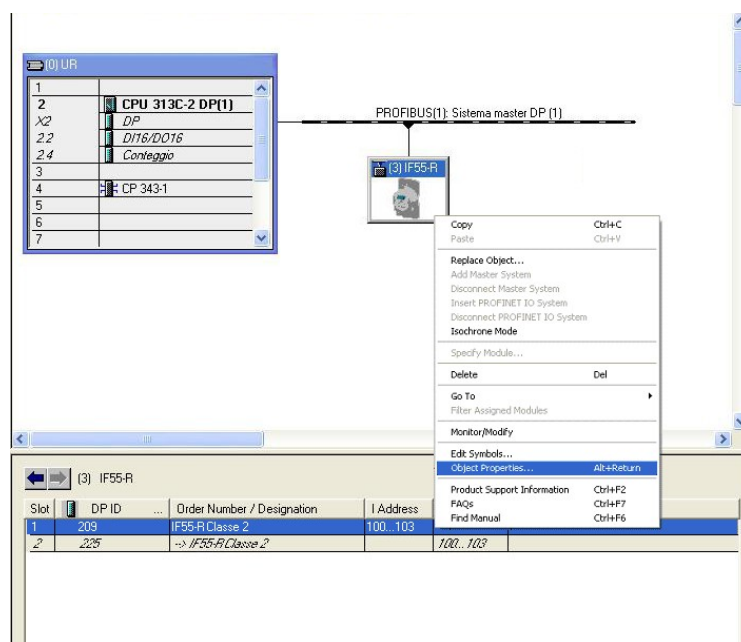 (0) UR
1
2 CPU 313C-2 DP(1)
X2 DP
2.2 DI16/DO16
2.4 Conteggio
3
4 CP 343-1
5
6
7
PROFIBUS(1): Sistema master DP (1)
(3) IF55-R
Copy Ctrl+C
Paste Ctrl+V
Replace Object...
Add Master System
Disconnect Master System
Insert PROFINET IO System
Disconnect PROFINET IO System
Isochrone Mode
Specify Module...
Delete Del
Go To
Filter Assigned Modules
Monitor/Modify
Edit Symbols...
Object Properties... Alt+Return
Product Support Information Ctrl+F2
FAQs Ctrl+F7
Find Manual Ctrl+F6
(3) IF55-R
Slot DP ID ... Order Number / Designation I Address
1 209 IF55-R Classe 2 100...103
2 225 --> IF55-R Classe 2 100...103